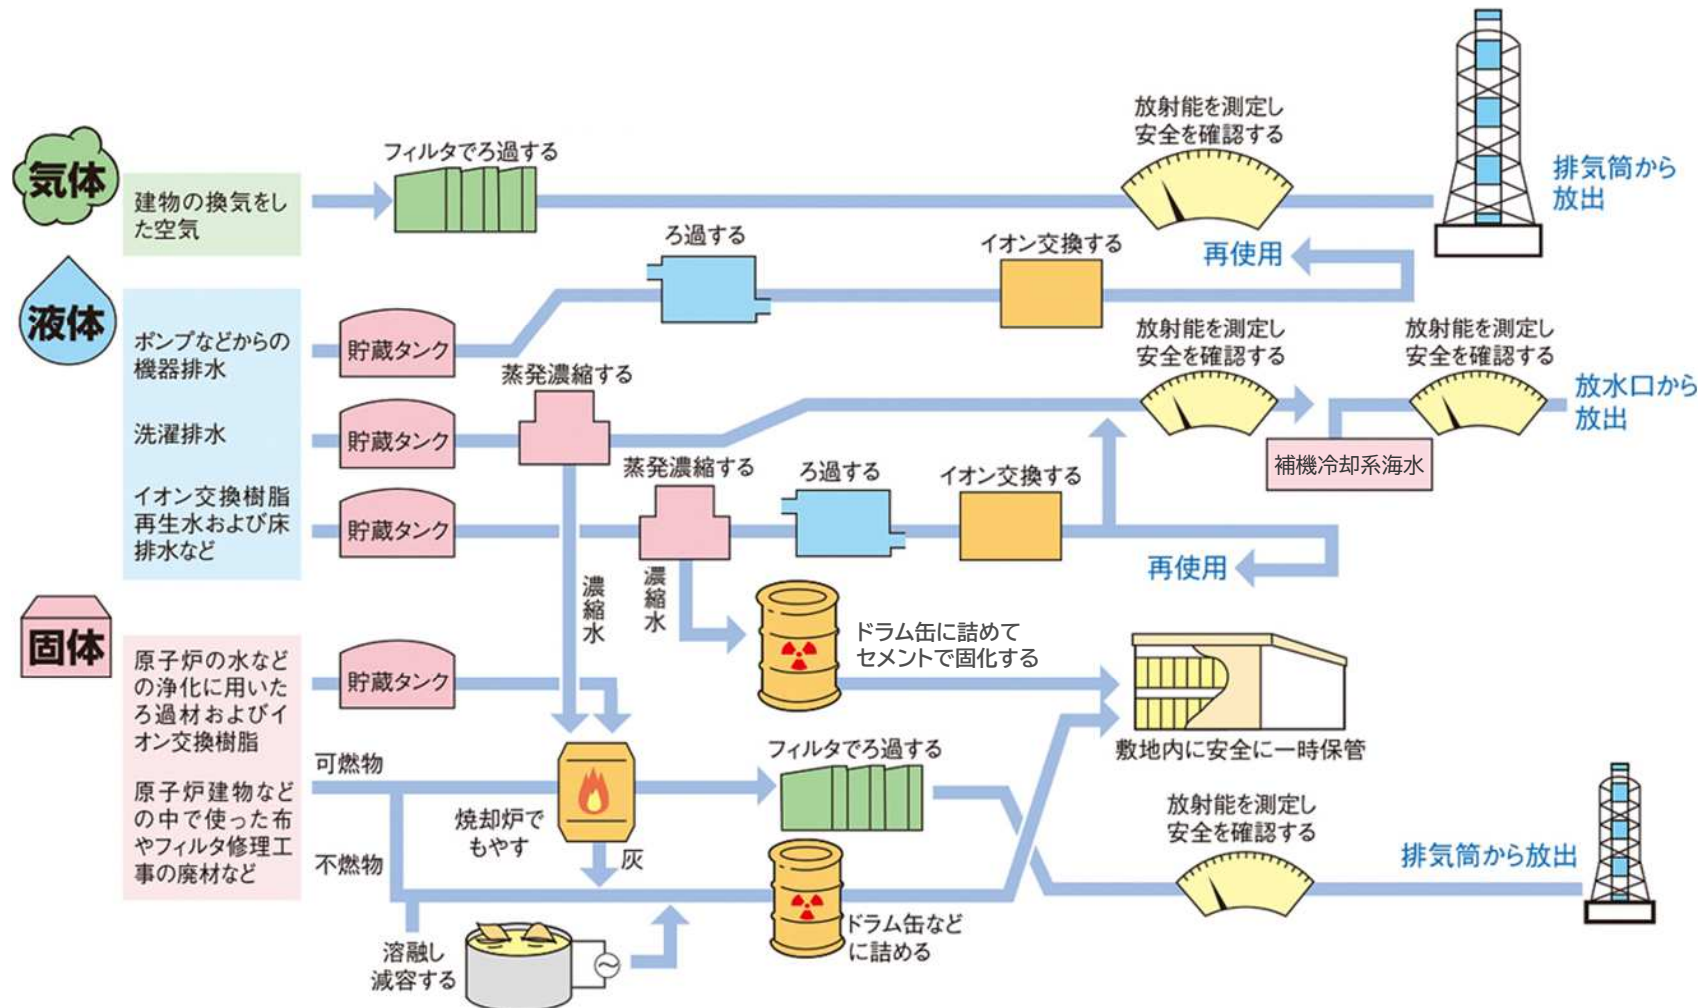 気体
建物の換気をし
た空気
フィルタでろ過する
放射能を測定し
安全を確認する
排気筒から
放出
液体
ポンプなどからの
機器排水
貯蔵タンク
ろ過する
イオン交換する
再使用
洗濯排水
貯蔵タンク
蒸発濃縮する
放射能を測定し
安全を確認する
補機冷却系海水
放射能を測定し
安全を確認する
放水口から
放出
イオン交換樹脂
再生水および床
排水など
貯蔵タンク
蒸発濃縮する
ろ過する
イオン交換する
再使用
濃縮水
濃縮水
ドラム缶に詰めて
セメントで固化する
固体
原子炉の水など
の浄化に用いた
ろ過材およびイ
オン交換樹脂
貯蔵タンク
敷地内に安全に一時保管
原子炉建物など
の中で使った布
やフィルタ修理工
事の廃材など
可燃物
不燃物
焼却炉で
もやす
灰
フィルタでろ過する
放射能を測定し
安全を確認する
排気筒から放出
溶融し
減容する
ドラム缶など
に詰める